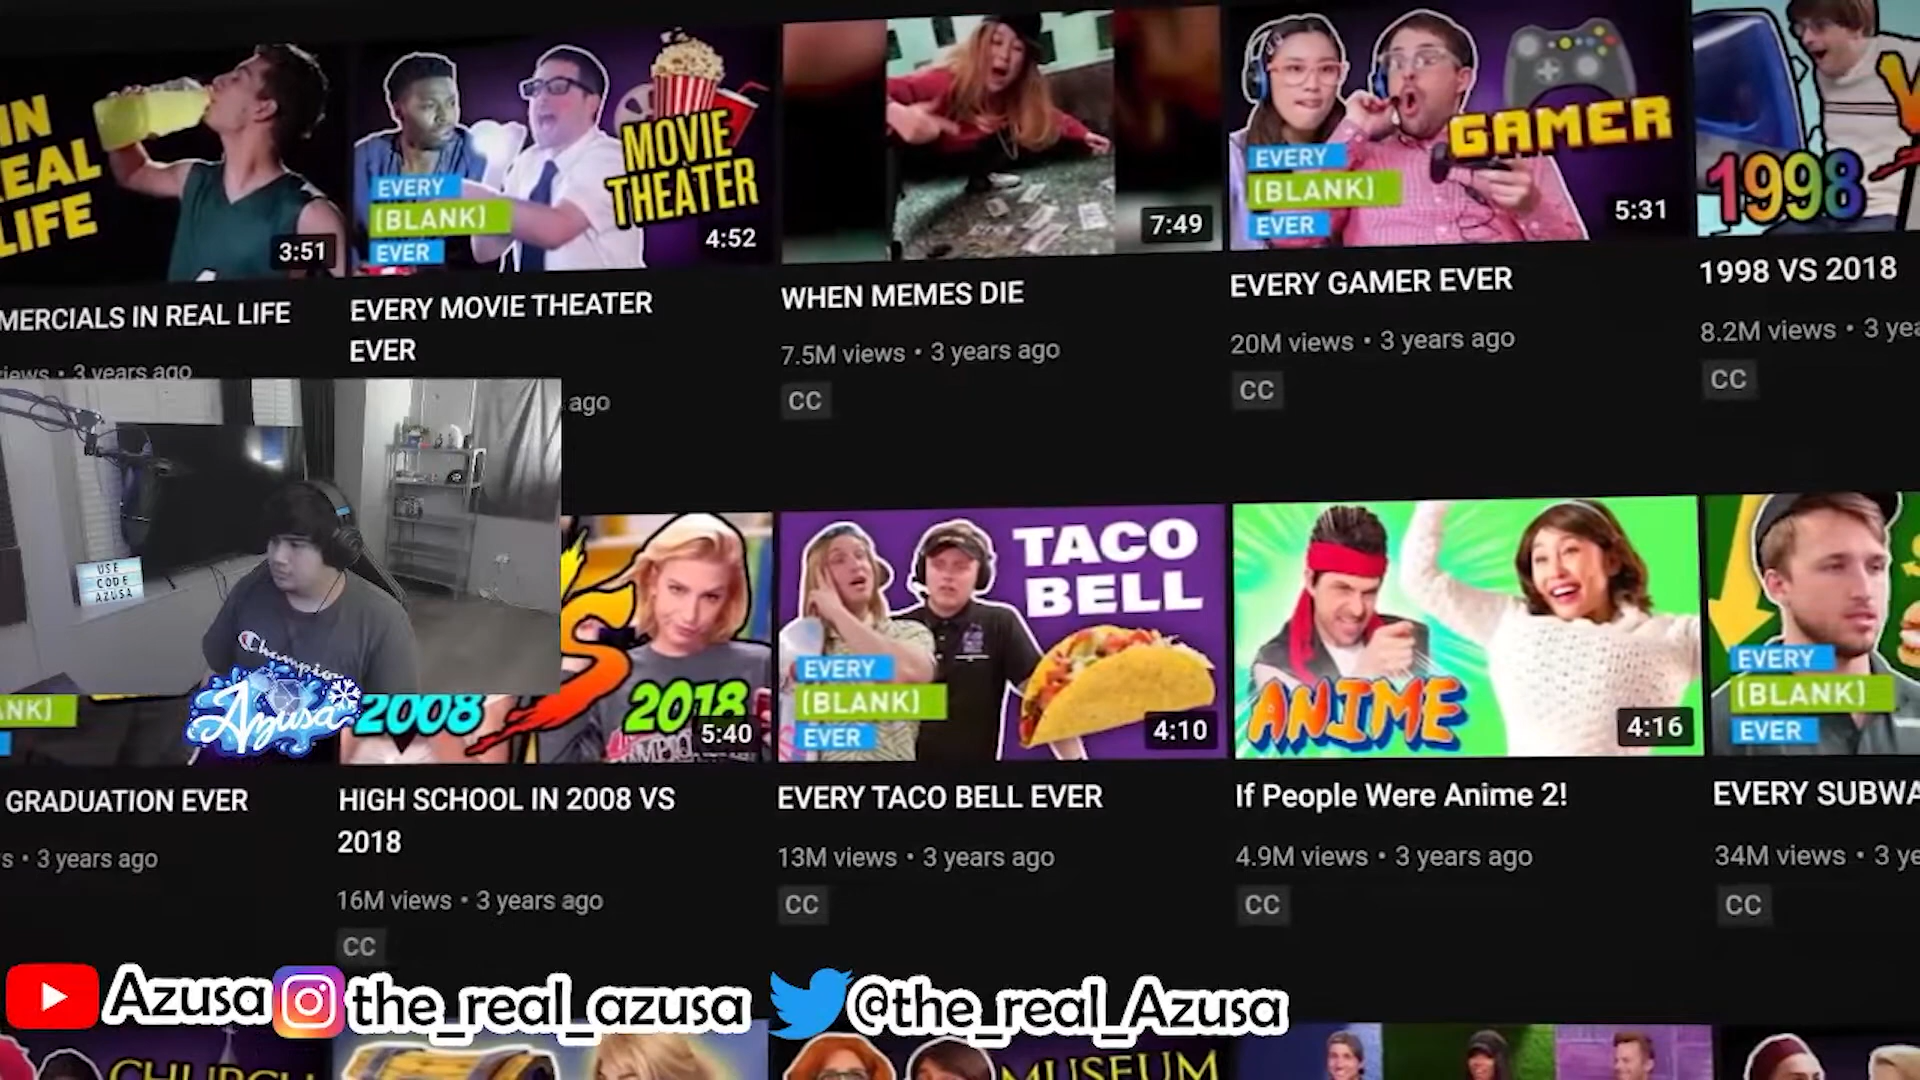 IN
REAL
LIFE
3:51
MOVIE
THEATER
EVERY
(BLANK)
EVER
4:52
7:49
GAMER
EVERY
(BLANK)
EVER
5:31
1998
MERCIALS IN REAL LIFE
3 years ago
EVERY MOVIE THEATER
EVER
ago
WHEN MEMES DIE
7.5M views • 3 years ago
CC
EVERY GAMER EVER
20M views • 3 years ago
CC
1998 VS 2018
8.2M views • 3 yea
CC
USE
CODE
AZUSA
Champion
Azusa
ANK)
2008
2018
5:40
TACO
BELL
EVERY
(BLANK)
EVER
4:10
ANIME
4:16
EVERY
(BLANK)
EVER
GRADUATION EVER
s • 3 years ago
HIGH SCHOOL IN 2008 VS
2018
16M views • 3 years ago
CC
EVERY TACO BELL EVER
13M views • 3 years ago
CC
If People Were Anime 2!
4.9M views • 3 years ago
CC
EVERY SUBWA
34M views • 3 ye
CC
Azusa the_real_azusa @the_real_Azusa
CHURCH
MUSEUM